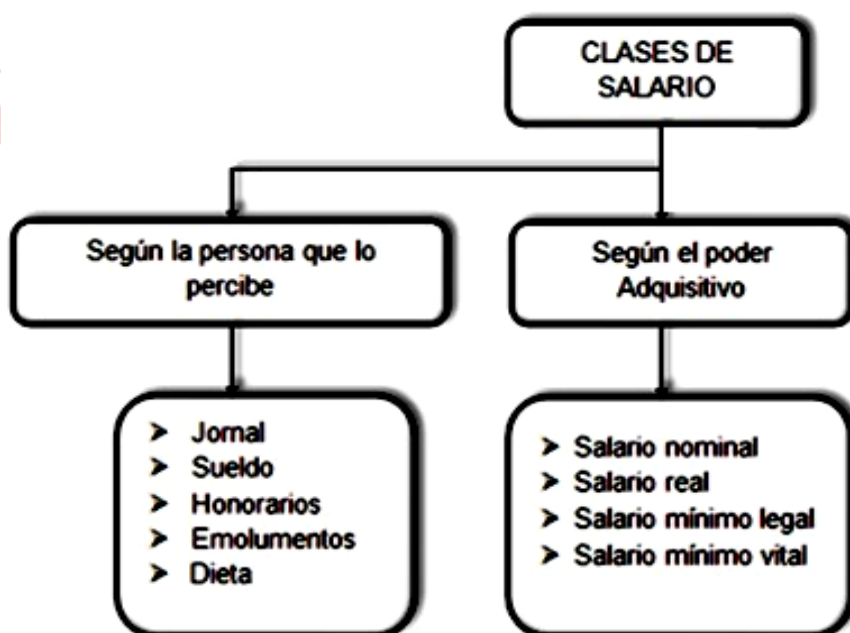 CLASES DE
SALARIO
Según la persona que lo
percibe
Según el poder
Adquisitivo
➤ Jornal
➤ Sueldo
➤ Honorarios
➤ Emolumentos
➤ Dieta
➤ Salario nominal
➤ Salario real
➤ Salario mínimo legal
➤ Salario mínimo vital